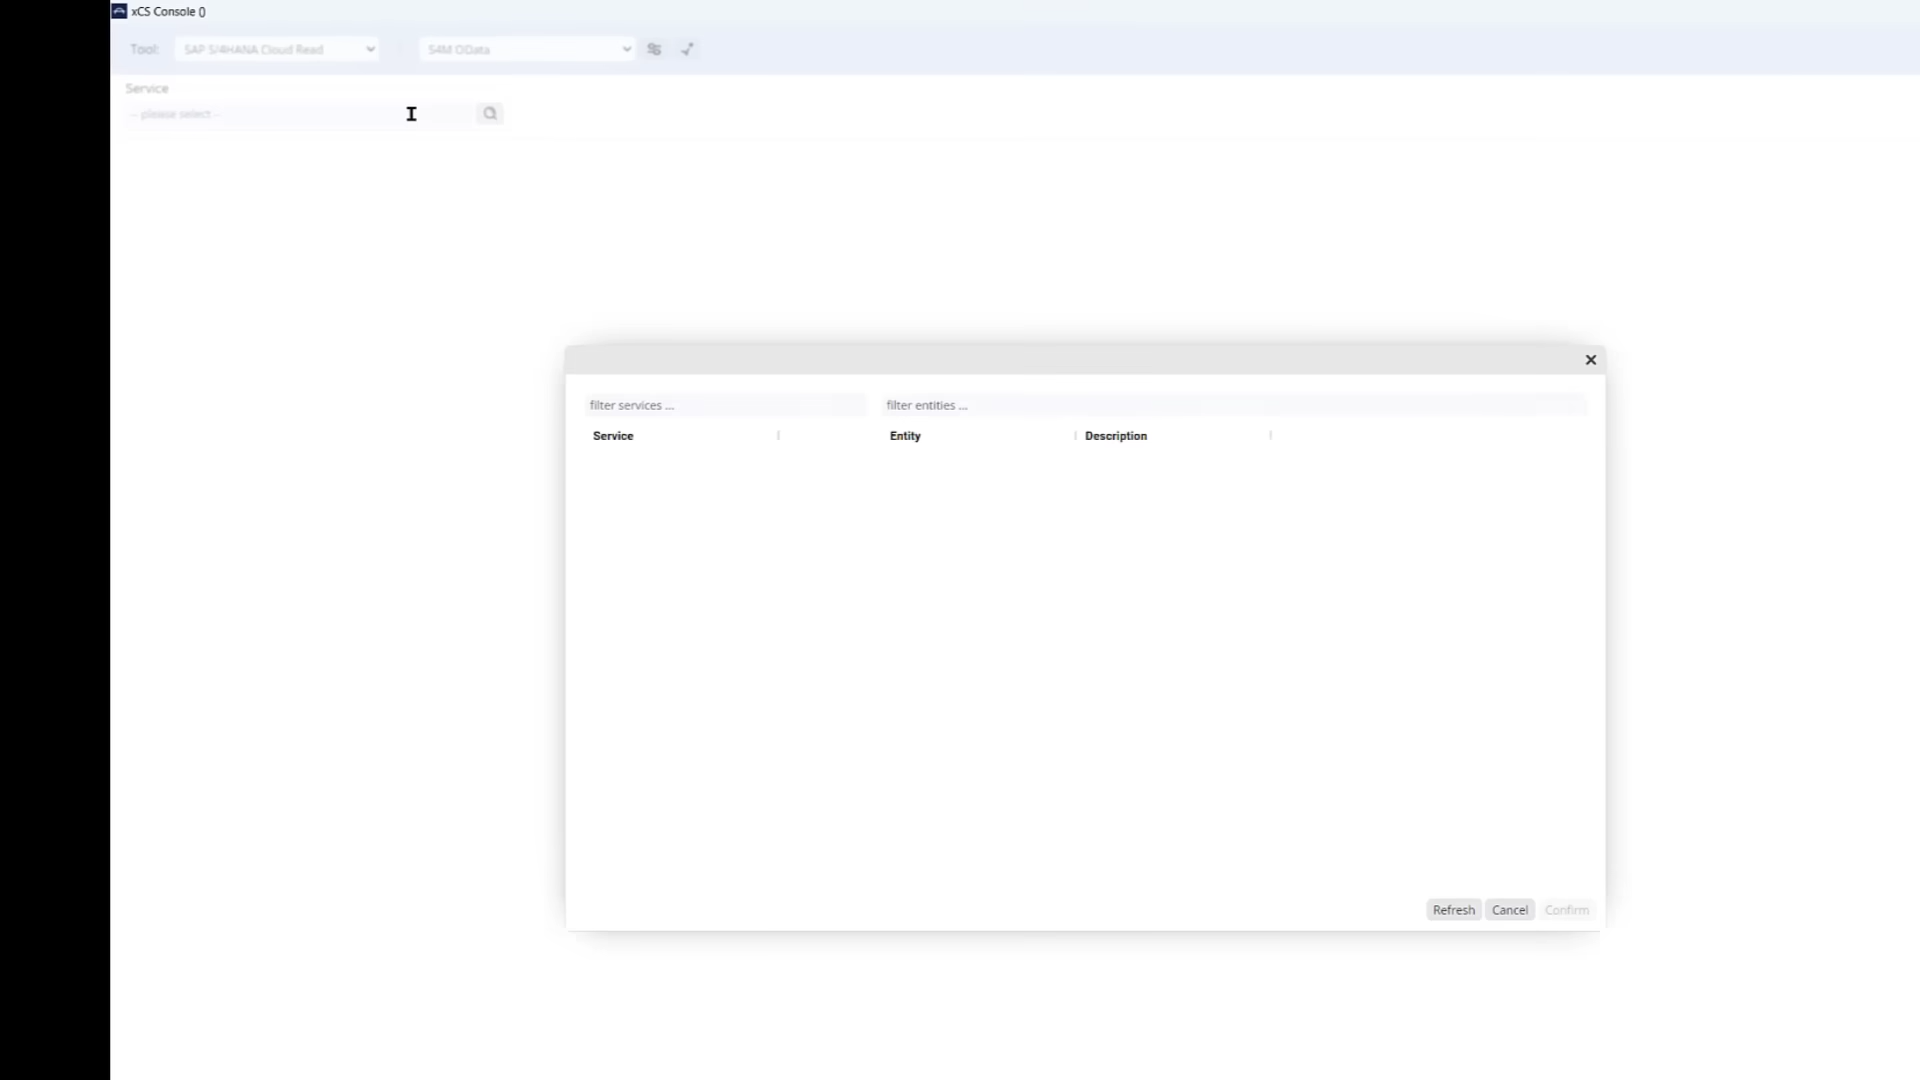 xCS Console ()
Tool: SAP S/4HANA Cloud Read S4M OData
Service
-- please select --
filter services ... filter entities ...
Service Entity Description
Refresh Cancel Confirm